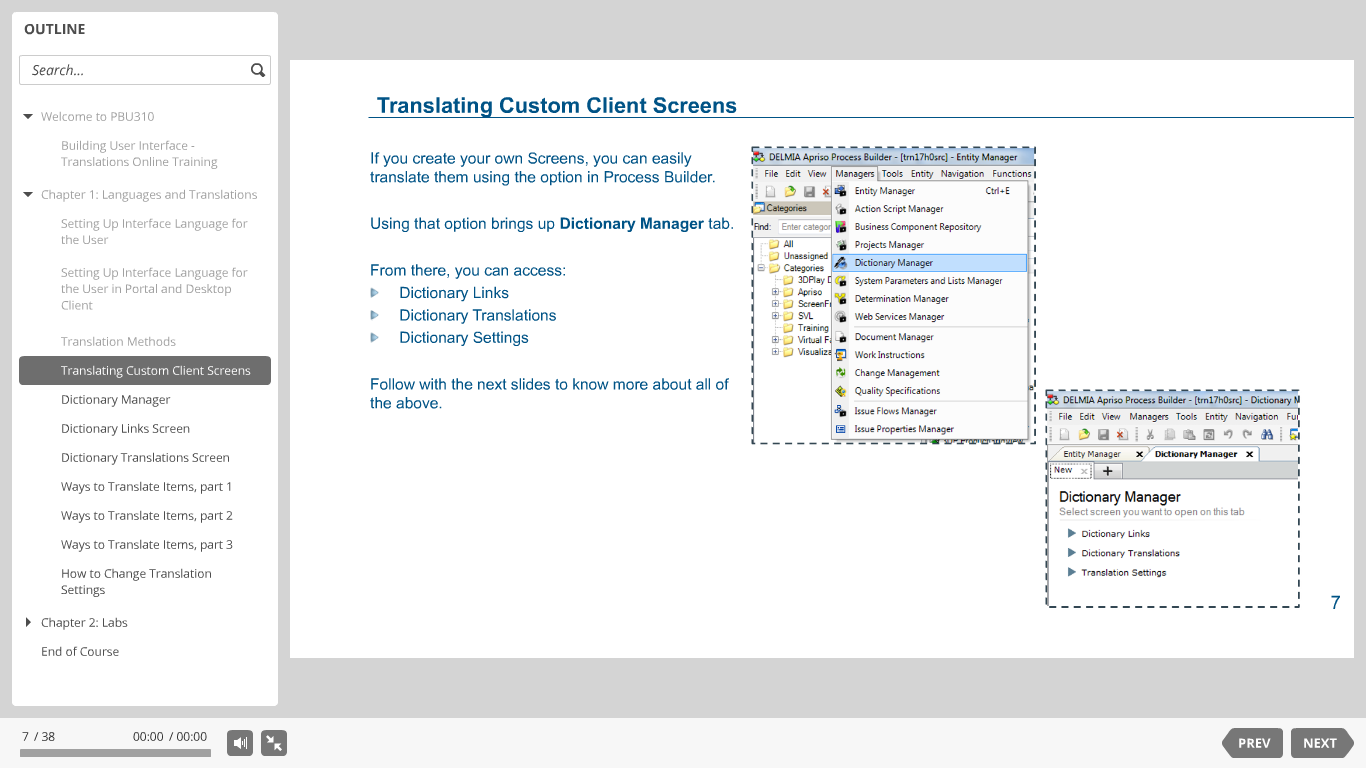 OUTLINE
Search...
Welcome to PBU310
Building User Interface -
Translations Online Training
Chapter 1: Languages and Translations
Setting Up Interface Language for
the User
Setting Up Interface Language for
the User in Portal and Desktop
Client
Translation Methods
Translating Custom Client Screens
Dictionary Manager
Dictionary Links Screen
Dictionary Translations Screen
Ways to Translate Items, part 1
Ways to Translate Items, part 2
Ways to Translate Items, part 3
How to Change Translation
Settings
Chapter 2: Labs
End of Course
Translating Custom Client Screens
If you create your own Screens, you can easily
translate them using the option in Process Builder.
Using that option brings up Dictionary Manager tab.
From there, you can access:
Dictionary Links
Dictionary Translations
Dictionary Settings
Follow with the next slides to know more about all of
the above.
DELMIA Apriso Process Builder - [trn17h0src] - Entity Manager
File Edit View Managers Tools Entity Navigation Functions
Categories
Find: Enter categor
All
Unassigned
Categories
3DPlay D
Apriso
ScreenFr
SVL
Training
Virtual Fa
Visualiza
Entity Manager Ctrl+E
Action Script Manager
Business Component Repository
Projects Manager
Dictionary Manager
System Parameters and Lists Manager
Determination Manager
Web Services Manager
Document Manager
Work Instructions
Change Management
Quality Specifications
Issue Flows Manager
Issue Properties Manager
DELMIA Apriso Process Builder - [trn17h0src] - Dictionary M
File Edit View Managers Tools Entity Navigation Fu
Entity Manager Dictionary Manager
New
Dictionary Manager
Select screen you want to open on this tab
Dictionary Links
Dictionary Translations
Translation Settings
7
7 / 38 00:00 / 00:00
PREV NEXT